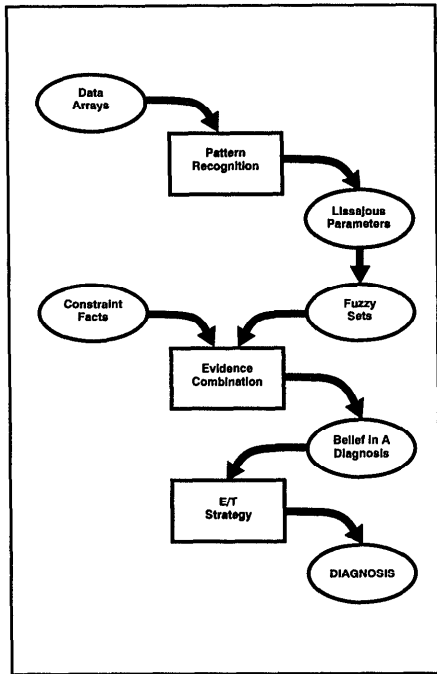 Data
Arrays
Pattern
Recognition
Lissajous
Parameters
Constraint
Facts
Fuzzy
Sets
Evidence
Combination
Belief in A
Diagnosis
E/T
Strategy
DIAGNOSIS